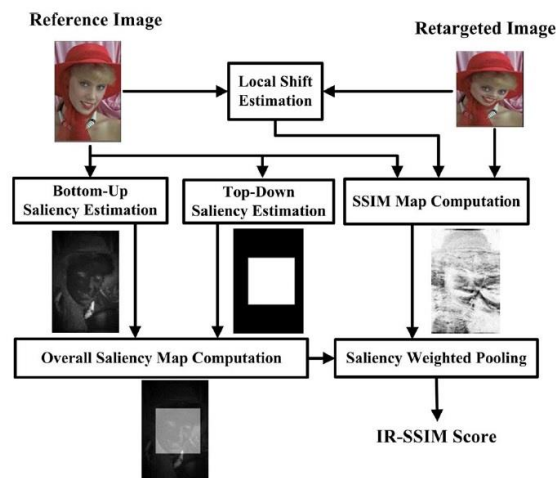 Reference Image
Retargeted Image
Local Shift
Estimation
Bottom-Up
Saliency Estimation
Top-Down
Saliency Estimation
SSIM Map Computation
Overall Saliency Map Computation
Saliency Weighted Pooling
IR-SSIM Score